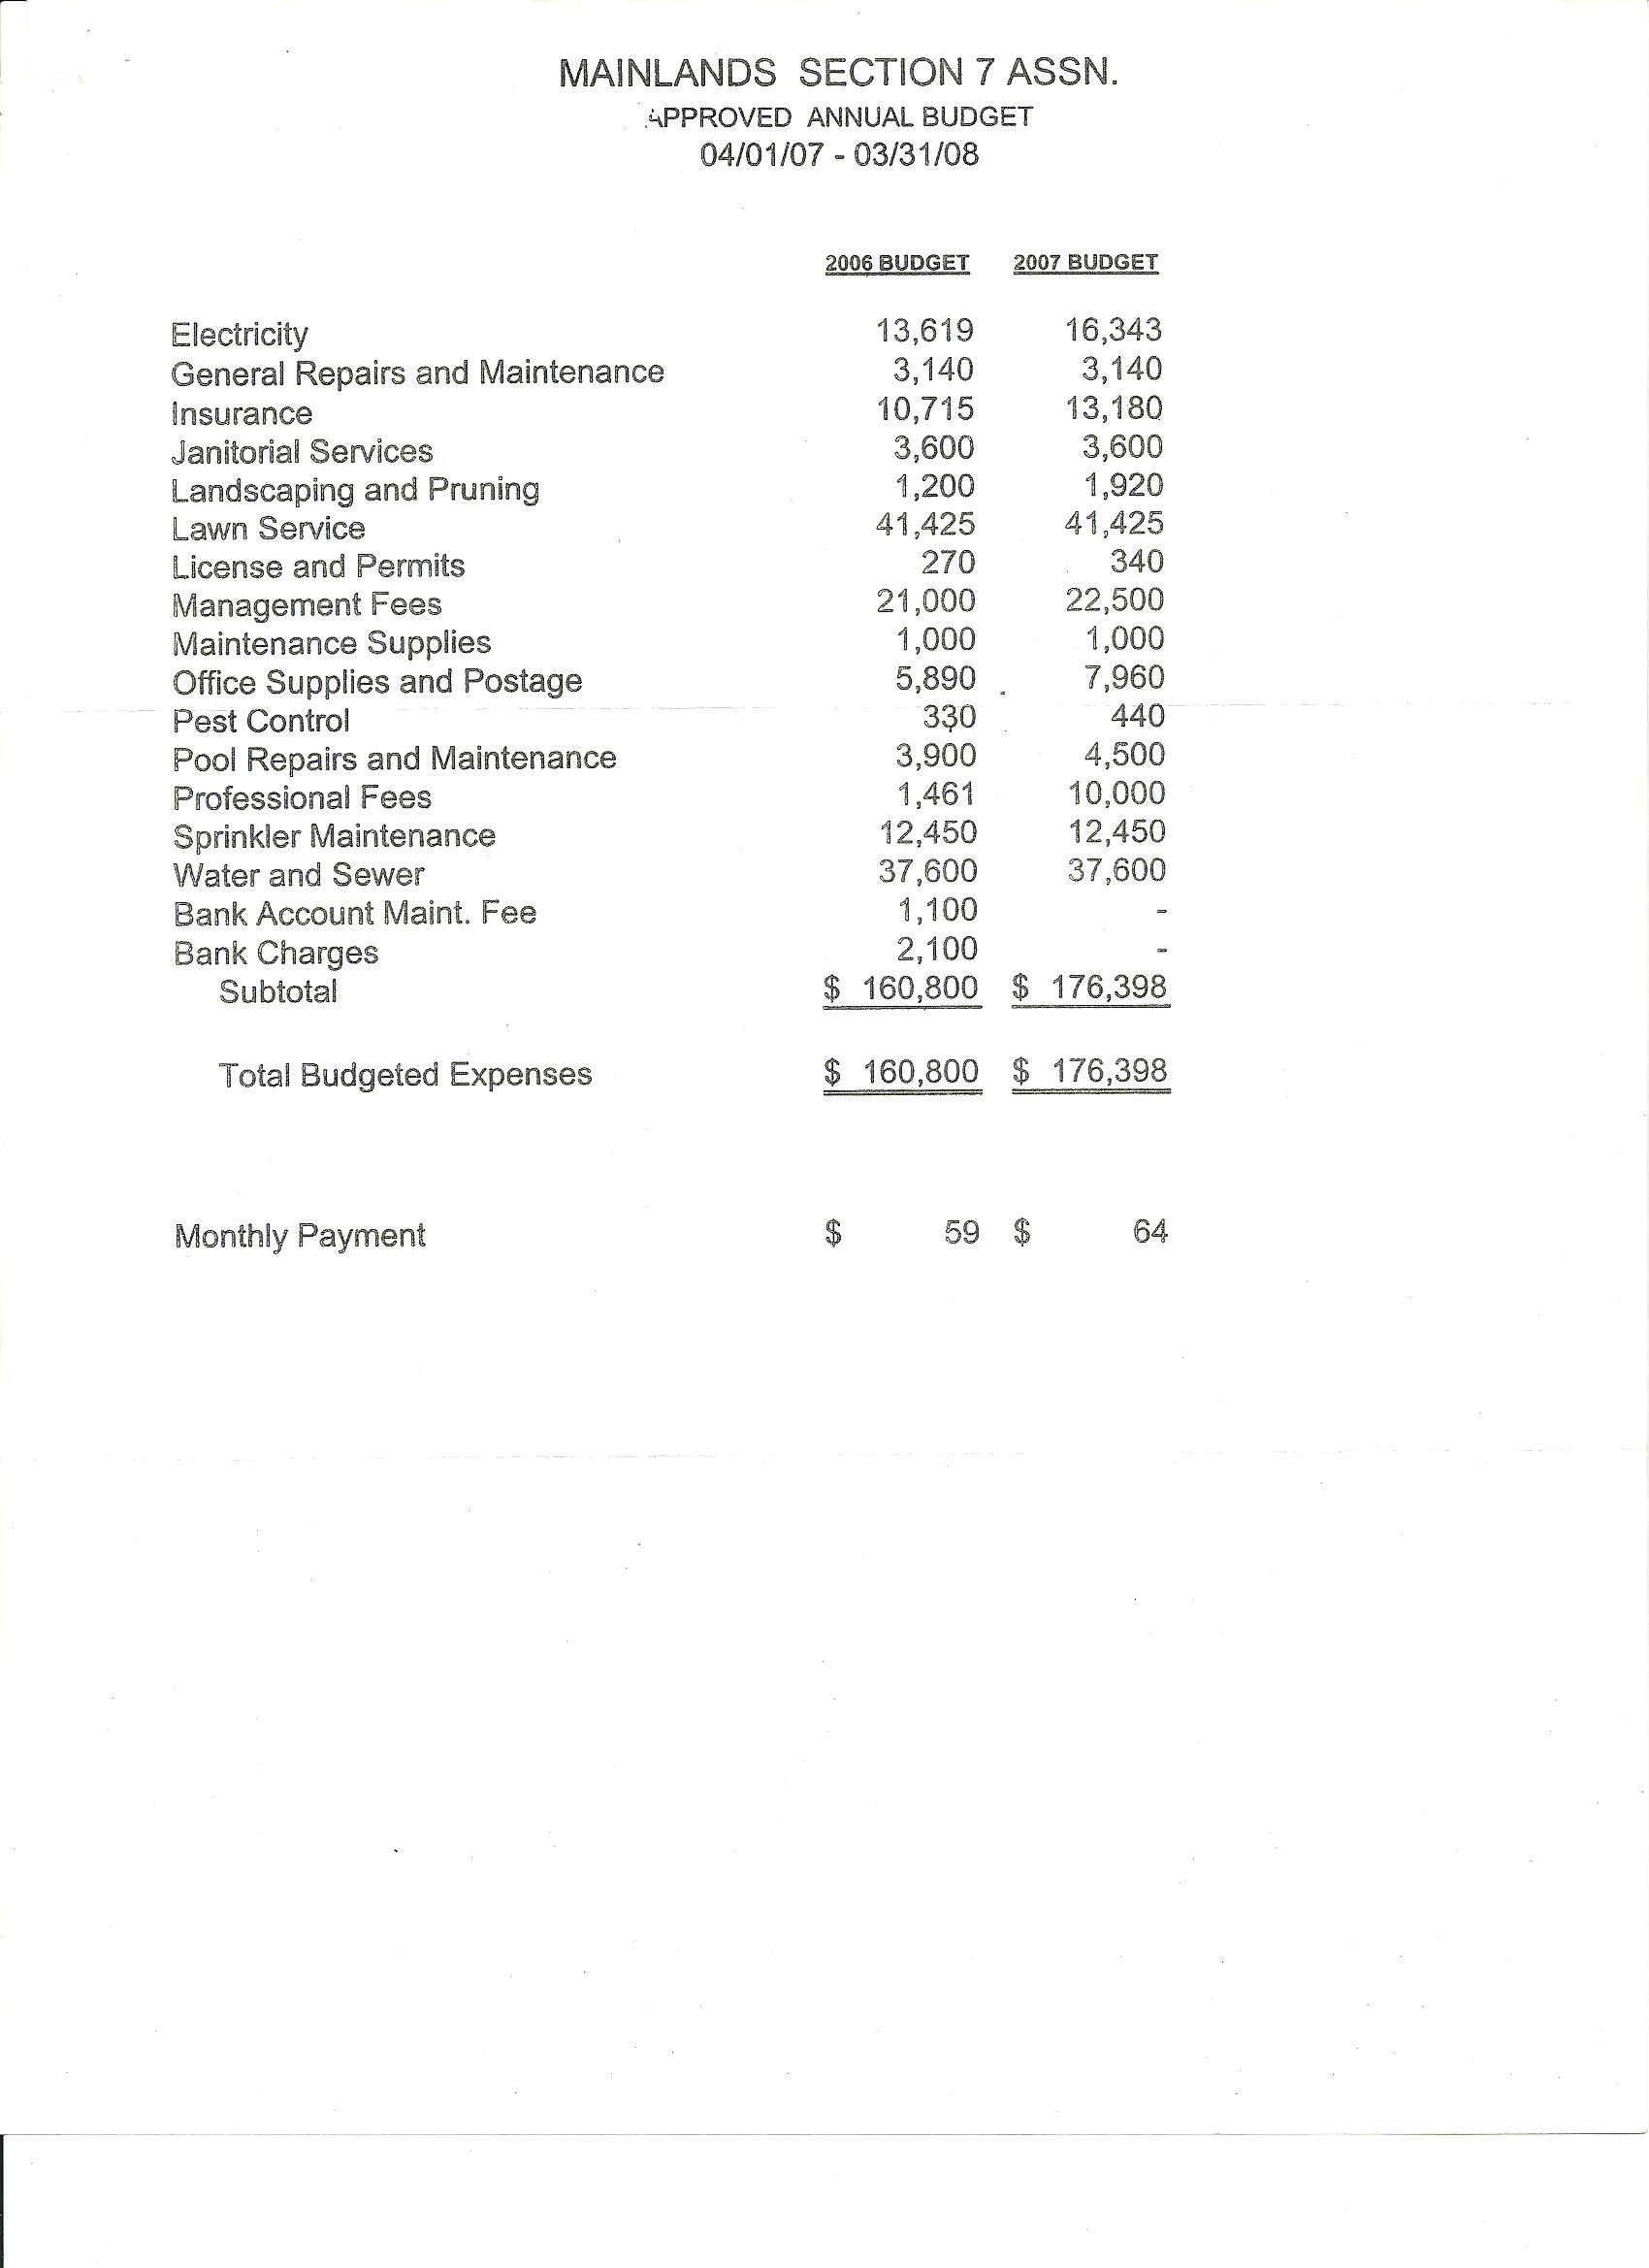 MAINLANDS SECTION 7 ASSN.
APPROVED ANNUAL BUDGET
04/01/07 - 03/31/08
2006 BUDGET 2007 BUDGET
Electricity 13,619 16,343
General Repairs and Maintenance 3,140 3,140
Insurance 10,715 13,180
Janitorial Services 3,600 3,600
Landscaping and Pruning 1,200 1,920
Lawn Service 41,425 41,425
License and Permits 270 340
Management Fees 21,000 22,500
Maintenance Supplies 1,000 1,000
Office Supplies and Postage 5,890 7,960
Pest Control 330 440
Pool Repairs and Maintenance 3,900 4,500
Professional Fees 1,461 10,000
Sprinkler Maintenance 12,450 12,450
Water and Sewer 37,600 37,600
Bank Account Maint. Fee 1,100 -
Bank Charges 2,100 -
Subtotal $ 160,800 $ 176,398
Total Budgeted Expenses $ 160,800 $ 176,398
Monthly Payment $ 59 $ 64